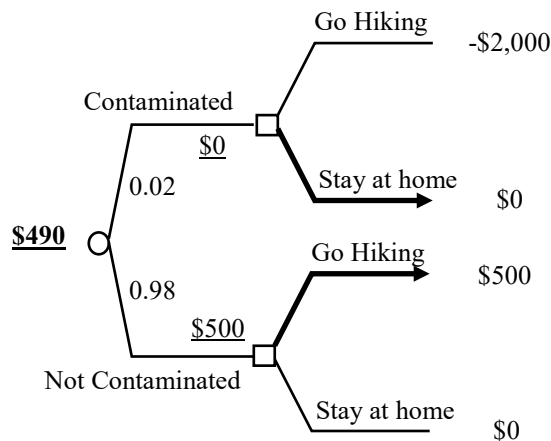 Go Hiking
-$2,000
Contaminated
$0
0.02
Stay at home
$0
$490
Go Hiking
$500
0.98
$500
Not Contaminated
Stay at home
$0